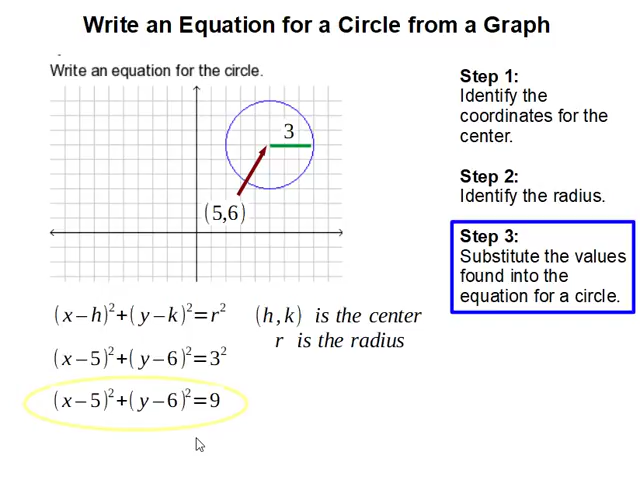 Write an Equation for a Circle from a Graph
Write an equation for the circle.
3
(5,6)
Step 1:
Identify the
coordinates for the
center.
Step 2:
Identify the radius.
Step 3:
Substitute the values
found into the
equation for a circle.
(x−h)²+(y−k)²=r²
(h,k) is the center
r is the radius
(x−5)²+(y−6)²=3²
(x−5)²+(y−6)²=9